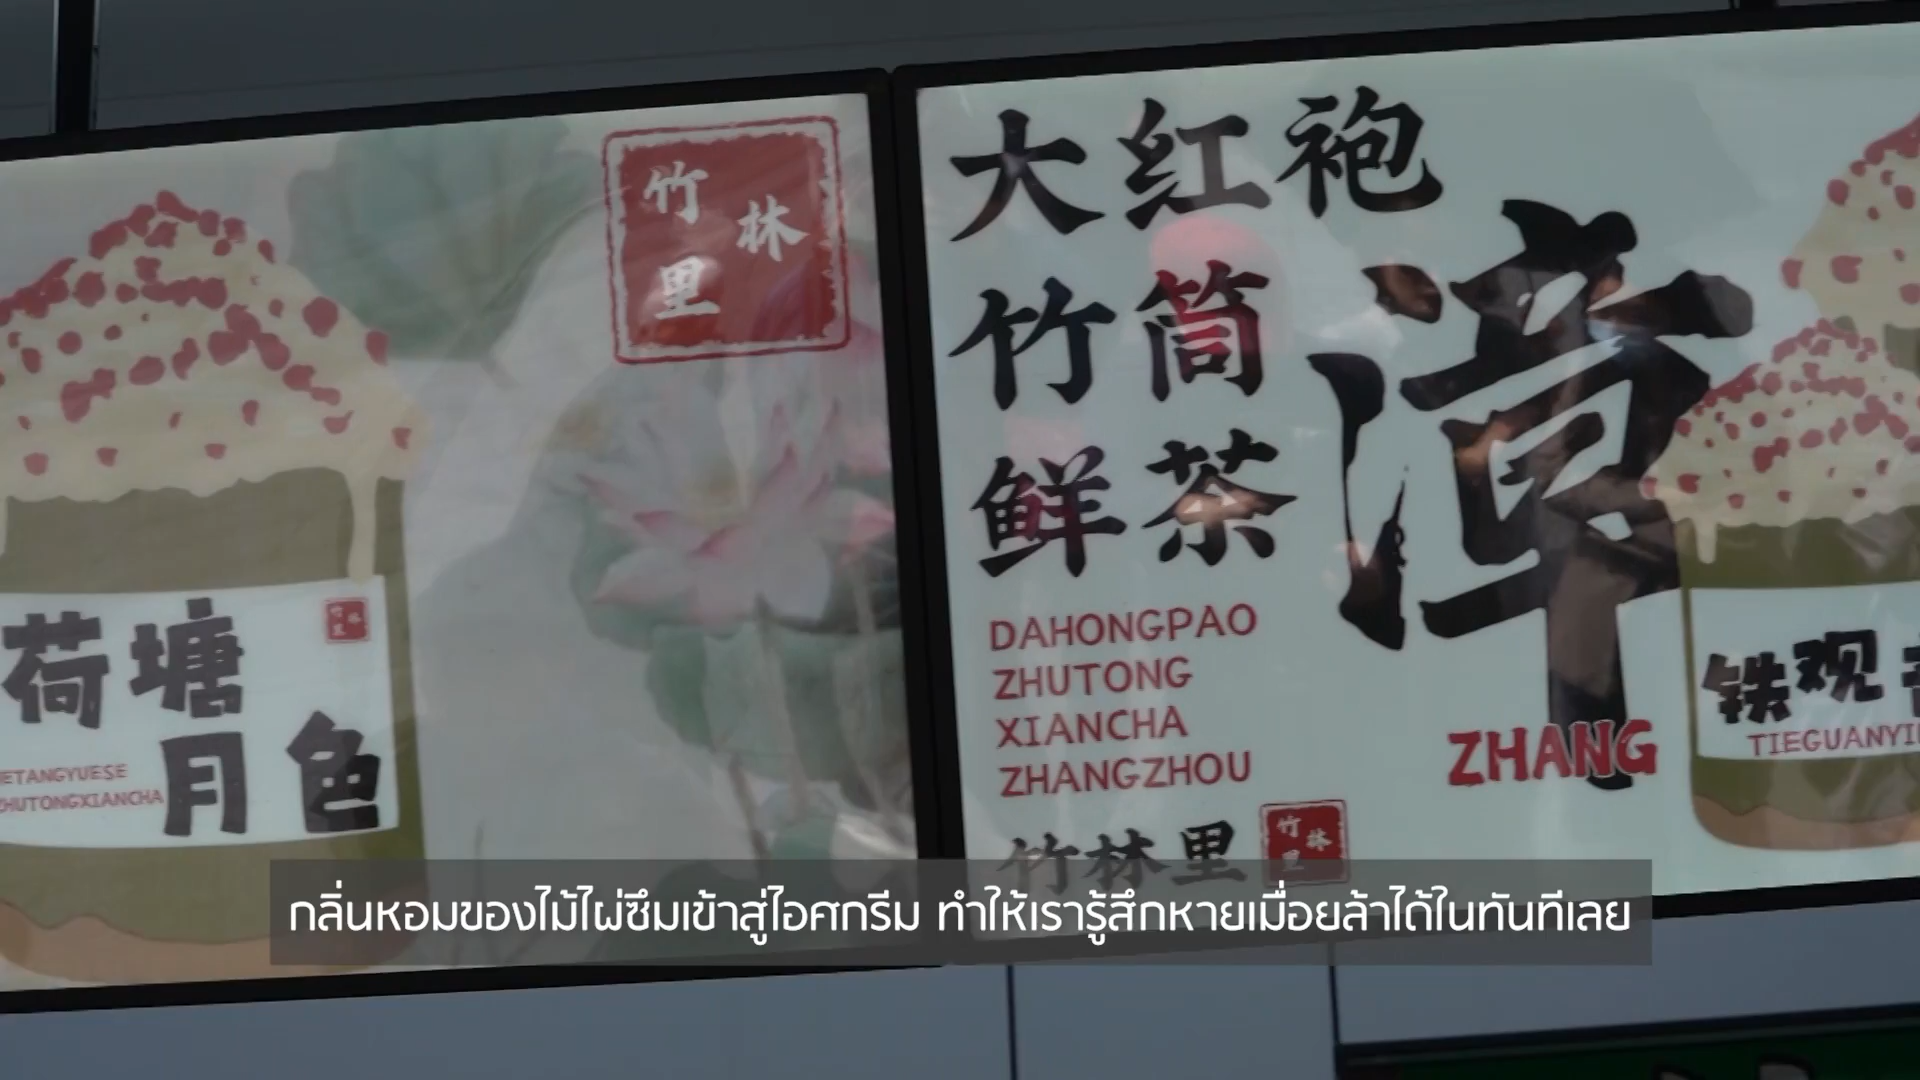 竹林
里
荷塘
月色
ETANGYUESE
HUTONGXIANCHA
竹林
里
大红袍
竹筒
鲜茶
漳
DAHONGPAO
ZHUTONG
XIANCHA
ZHANGZHOU
ZHANG
竹林里
竹林
里
铁观
TIEGUANYI
กลิ่นหอมของไม้ไผ่ซึมเข้าสู่ไอศกรีม ทำให้เรารู้สึกหายเมื่อยล้าได้ในทันทีเลย